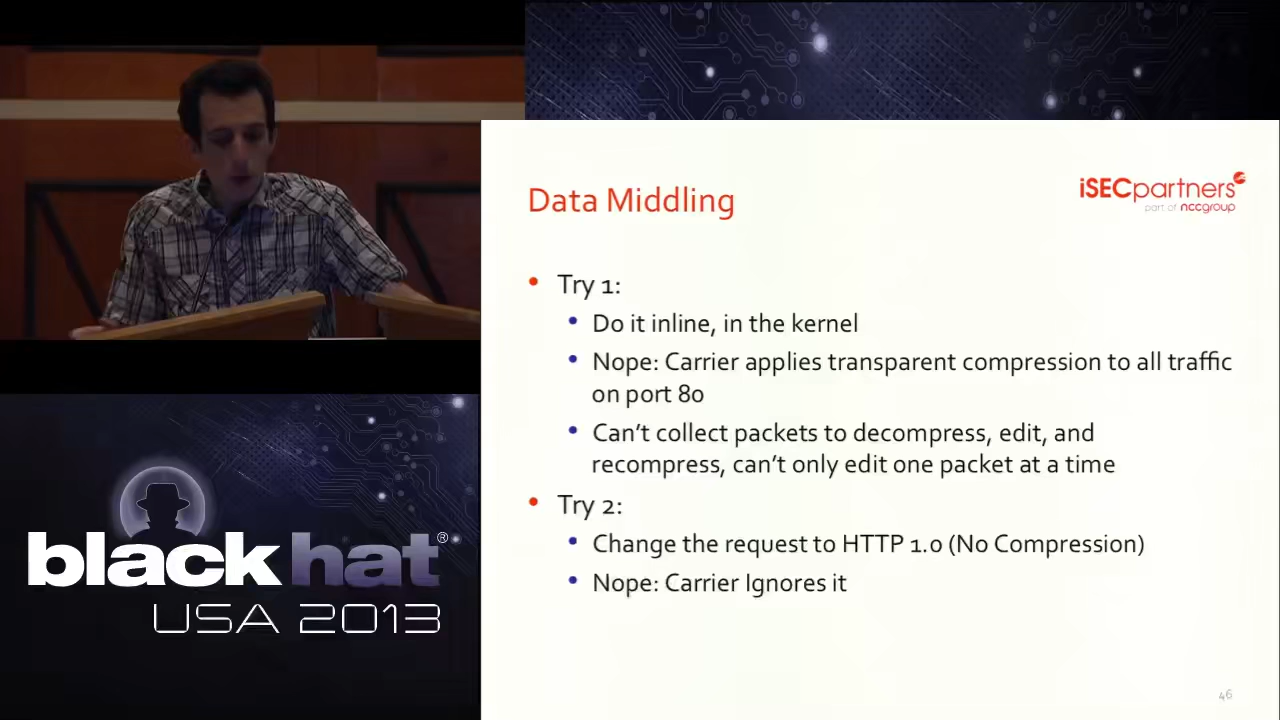 Data Middling
iSECpartners
part of nccgroup
• Try 1:
• Do it inline, in the kernel
• Nope: Carrier applies transparent compression to all traffic
on port 80
• Can't collect packets to decompress, edit, and
recompress, can't only edit one packet at a time
• Try 2:
• Change the request to HTTP 1.0 (No Compression)
• Nope: Carrier Ignores it
46
black hat®
USA 2013